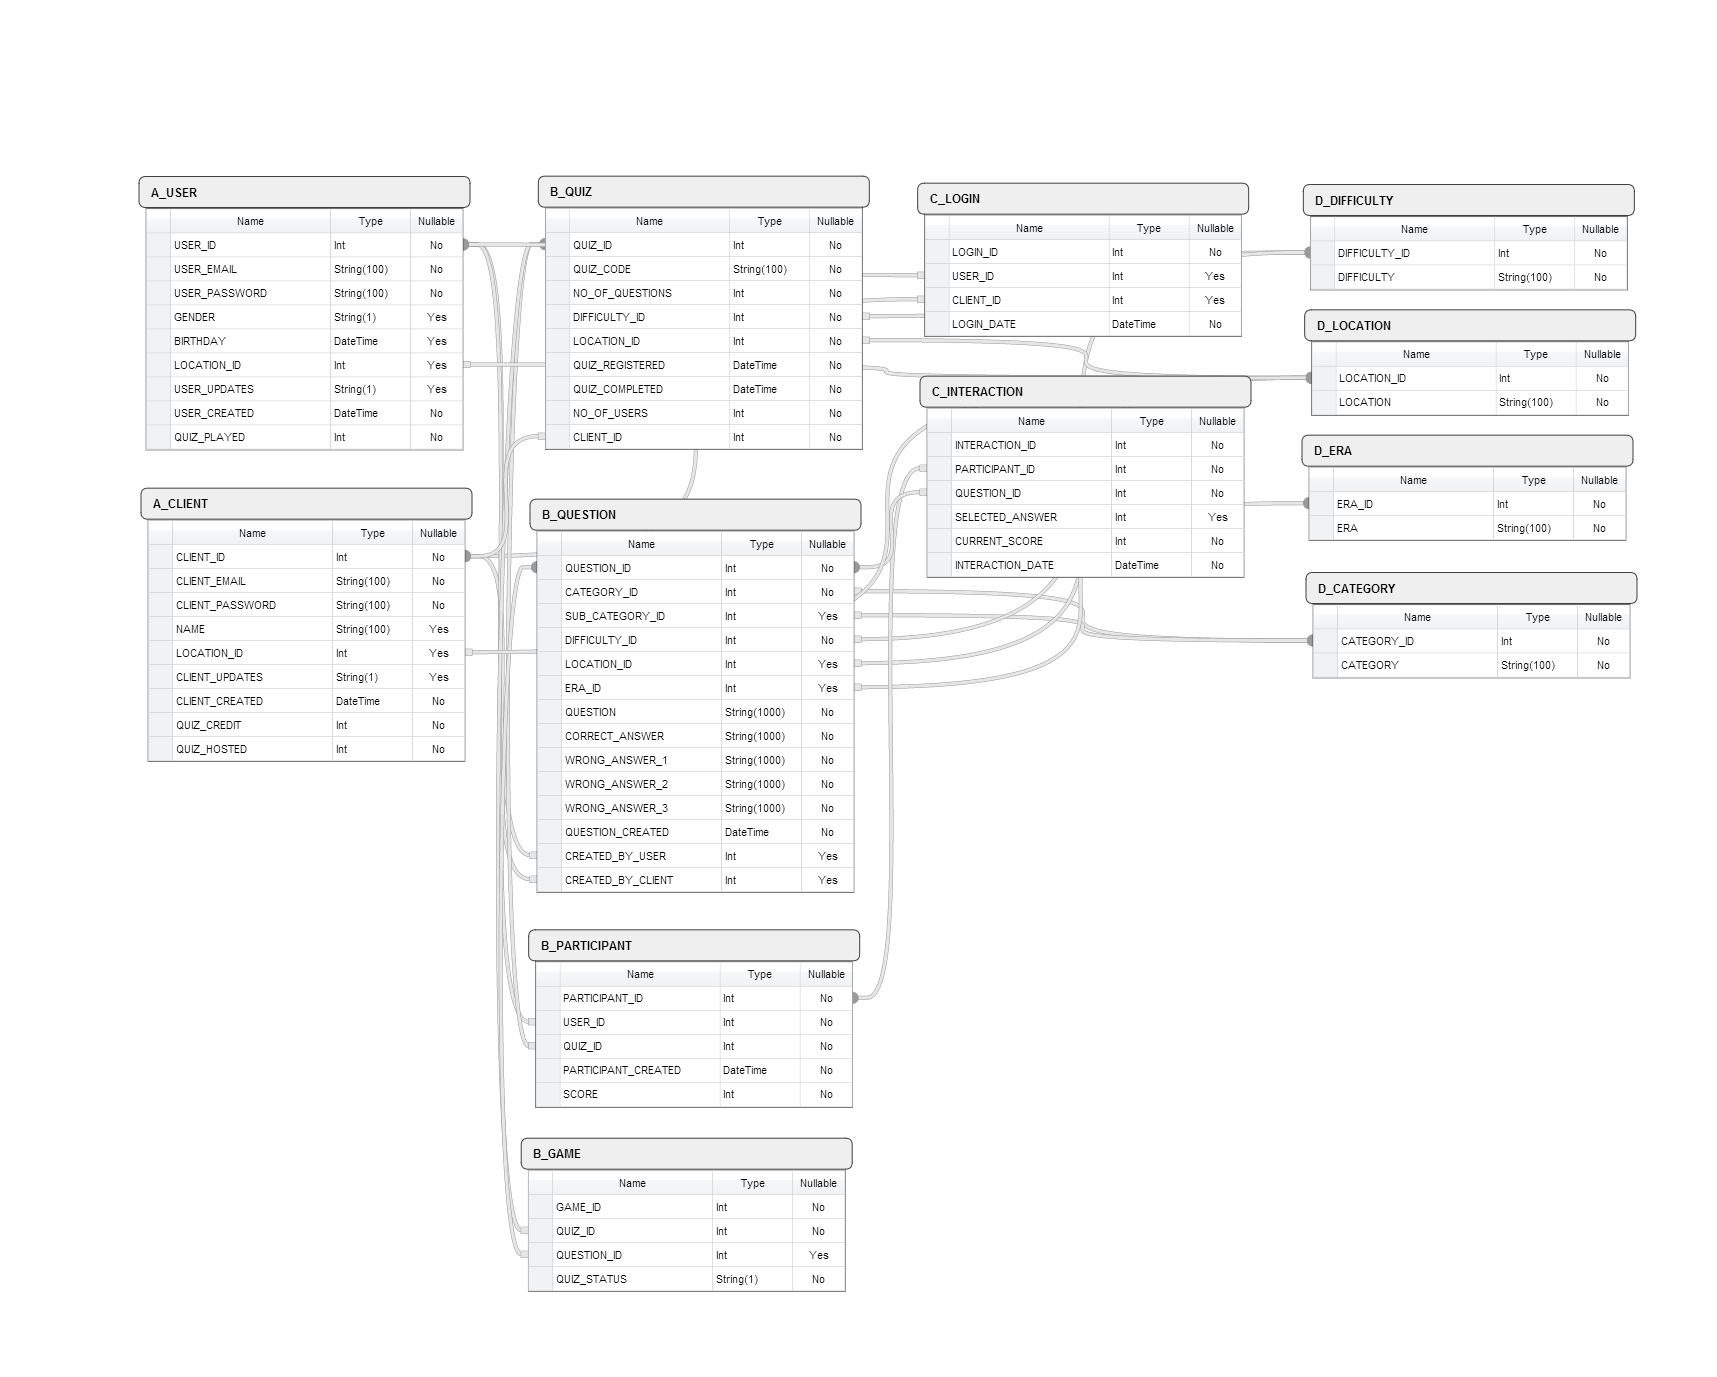 A_USER
Name Type Nullable
USER_ID Int No
USER_EMAIL String(100) No
USER_PASSWORD String(100) No
GENDER String(1) Yes
BIRTHDAY DateTime Yes
LOCATION_ID Int Yes
USER_UPDATES String(1) Yes
USER_CREATED DateTime No
QUIZ_PLAYED Int No
A_CLIENT
Name Type Nullable
CLIENT_ID Int No
CLIENT_EMAIL String(100) No
CLIENT_PASSWORD String(100) No
NAME String(100) Yes
LOCATION_ID Int Yes
CLIENT_UPDATES String(1) Yes
CLIENT_CREATED DateTime No
QUIZ_CREDIT Int No
QUIZ_HOSTED Int No
B_QUIZ
Name Type Nullable
QUIZ_ID Int No
QUIZ_CODE String(100) No
NO_OF_QUESTIONS Int No
DIFFICULTY_ID Int No
LOCATION_ID Int No
QUIZ_REGISTERED DateTime No
QUIZ_COMPLETED DateTime No
NO_OF_USERS Int No
CLIENT_ID Int No
B_QUESTION
Name Type Nullable
QUESTION_ID Int No
CATEGORY_ID Int No
SUB_CATEGORY_ID Int Yes
DIFFICULTY_ID Int No
LOCATION_ID Int Yes
ERA_ID Int Yes
QUESTION String(1000) No
CORRECT_ANSWER String(1000) No
WRONG_ANSWER_1 String(1000) No
WRONG_ANSWER_2 String(1000) No
WRONG_ANSWER_3 String(1000) No
QUESTION_CREATED DateTime No
CREATED_BY_USER Int Yes
CREATED_BY_CLIENT Int Yes
B_PARTICIPANT
Name Type Nullable
PARTICIPANT_ID Int No
USER_ID Int No
QUIZ_ID Int No
PARTICIPANT_CREATED DateTime No
SCORE Int No
B_GAME
Name Type Nullable
GAME_ID Int No
QUIZ_ID Int No
QUESTION_ID Int Yes
QUIZ_STATUS String(1) No
C_LOGIN
Name Type Nullable
LOGIN_ID Int No
USER_ID Int Yes
CLIENT_ID Int Yes
LOGIN_DATE DateTime No
C_INTERACTION
Name Type Nullable
INTERACTION_ID Int No
PARTICIPANT_ID Int No
QUESTION_ID Int No
SELECTED_ANSWER Int Yes
CURRENT_SCORE Int No
INTERACTION_DATE DateTime No
D_DIFFICULTY
Name Type Nullable
DIFFICULTY_ID Int No
DIFFICULTY String(100) No
D_LOCATION
Name Type Nullable
LOCATION_ID Int No
LOCATION String(100) No
D_ERA
Name Type Nullable
ERA_ID Int No
ERA String(100) No
D_CATEGORY
Name Type Nullable
CATEGORY_ID Int No
CATEGORY String(100) No